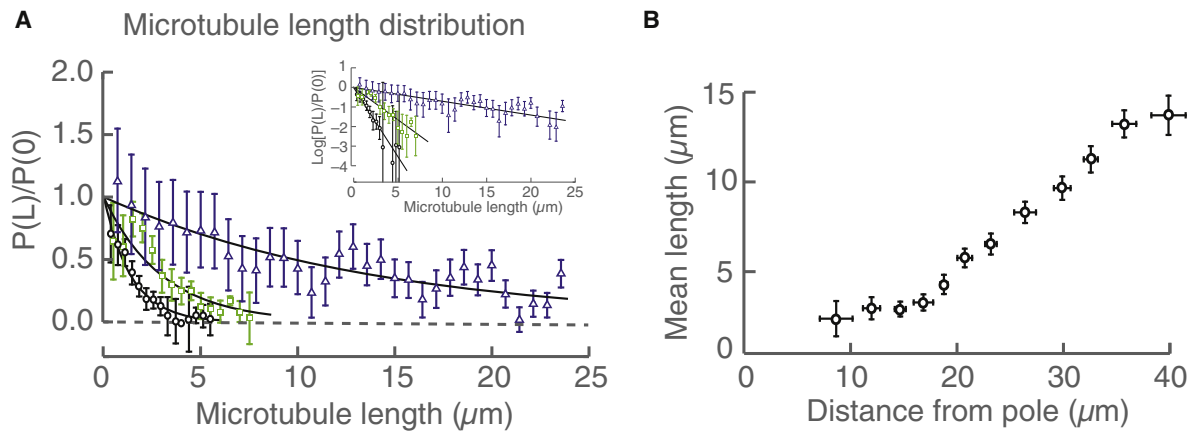 A
Microtubule length distribution
2.0
1.5
1.0
0.5
0.0
P(L)/P(0)
0 5 10 15 20 25
Microtubule length (µm)
1
0
-1
-2
-3
-4
Log[P(L)/P(0)]
0 5 10 15 20 25
Microtubule length (µm)
B
15
10
5
0
Mean length (µm)
0 10 20 30 40
Distance from pole (µm)